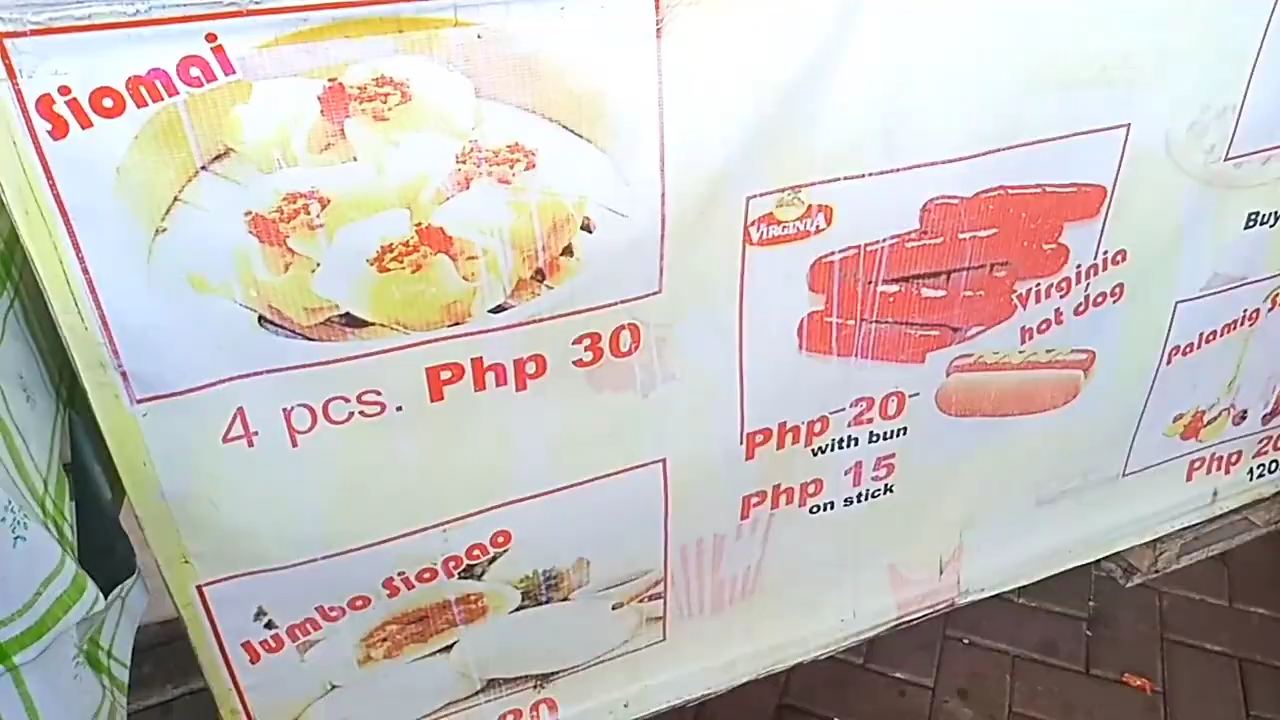 Siomai
4 pcs. Php 30
Jumbo Siopao
VIRGINIA
Virginia
hot dog
Php 20
with bun
Php 15
on stick
Buy
Palamig
Php
120